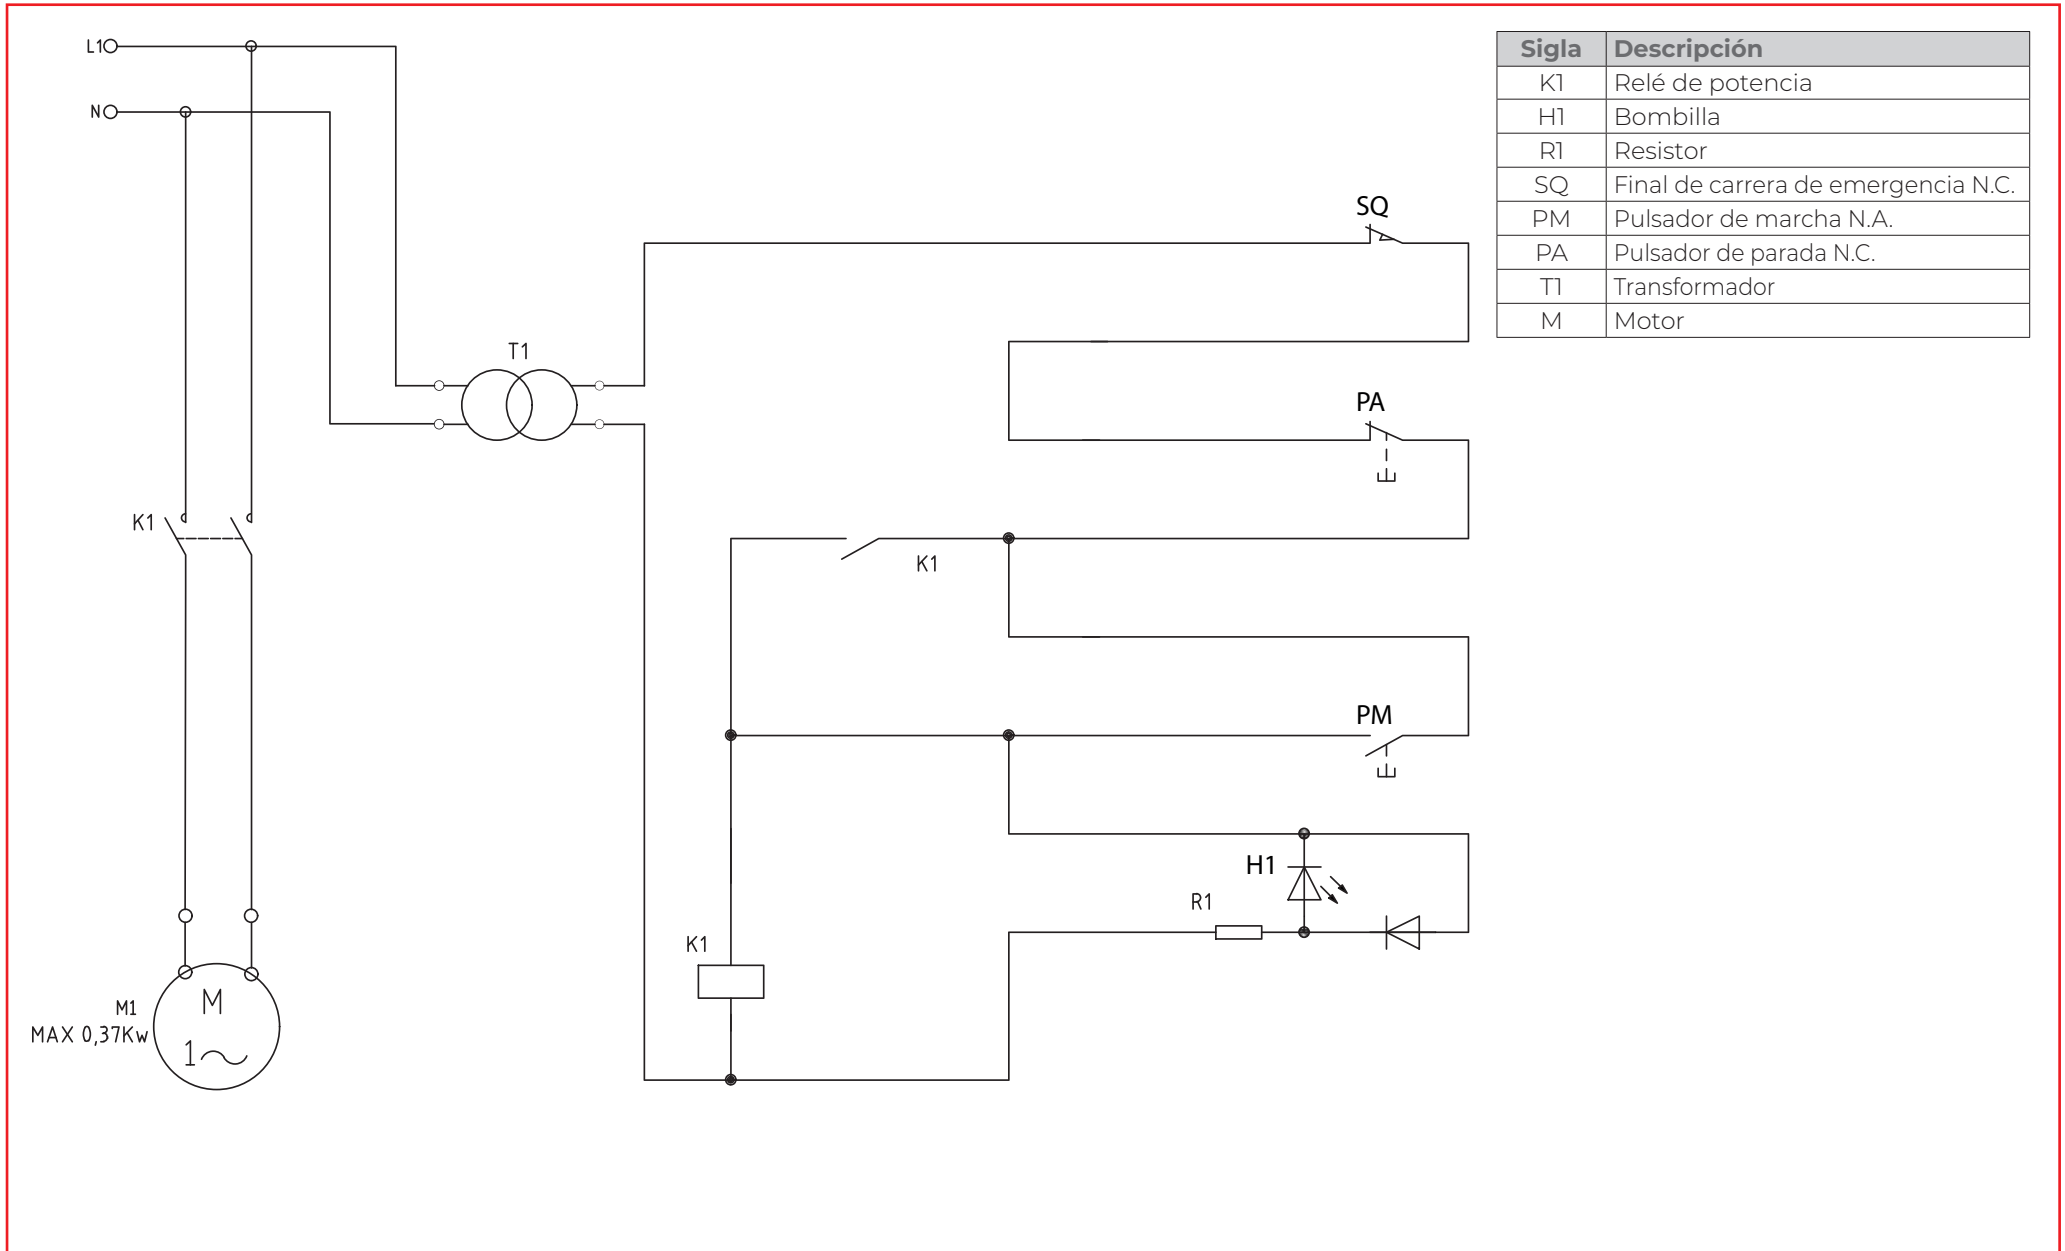 L1
N
T1
K1
M1
MAX 0,37Kw
M
1
SQ
PA
K1
PM
H1
R1
K1
Sigla Descripción
K1 Relé de potencia
H1 Bombilla
R1 Resistor
SQ Final de carrera de emergencia N.C.
PM Pulsador de marcha N.A.
PA Pulsador de parada N.C.
T1 Transformador
M Motor